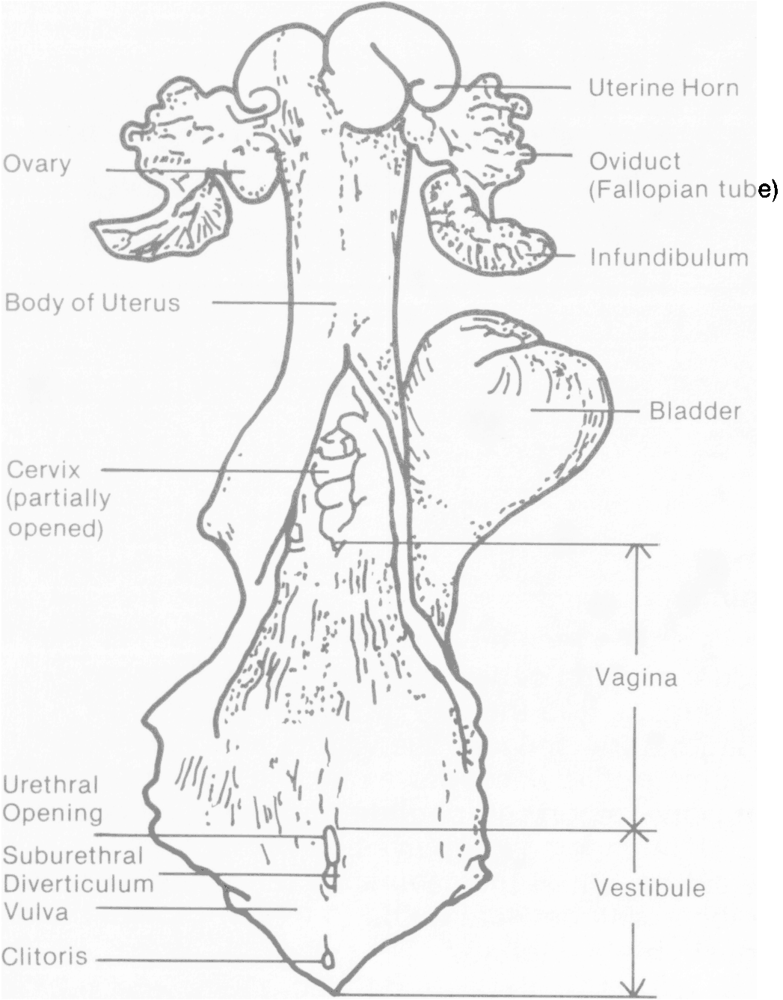 Uterine Horn
Ovary
Oviduct
(Fallopian tube)
Infundibulum
Body of Uterus
Bladder
Cervix
(partially
opened)
Vagina
Urethral
Opening
Suburethral
Diverticulum
Vestibule
Vulva
Clitoris